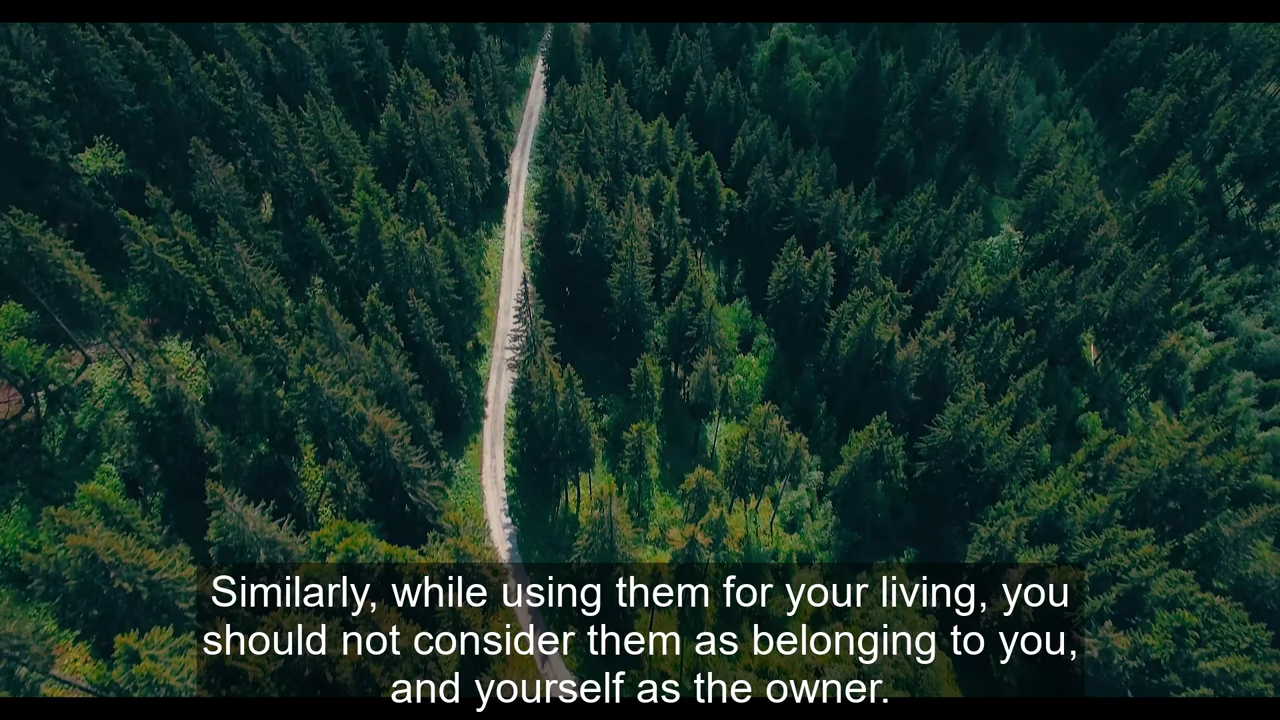 Similarly, while using them for your living, you
should not consider them as belonging to you,
and yourself as the owner.